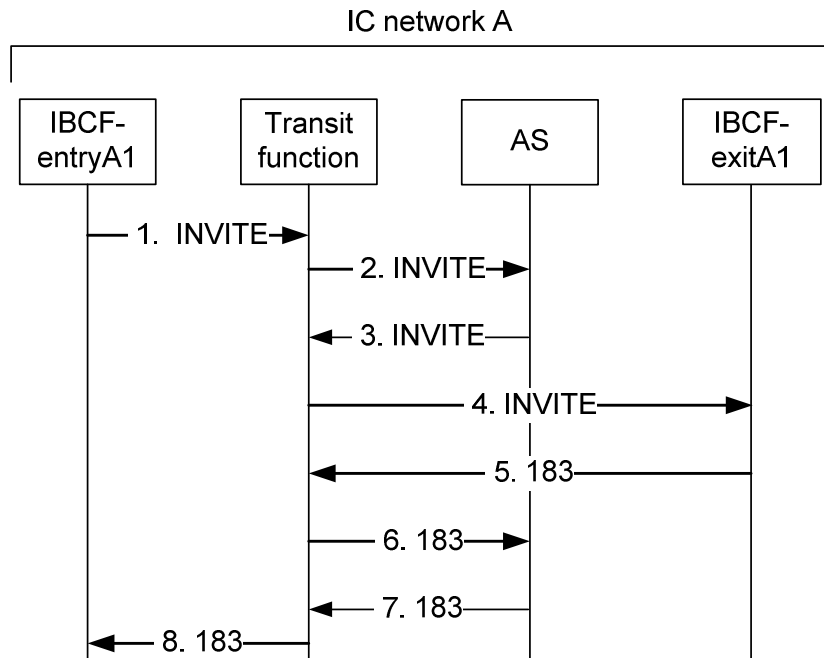 IC network A
IBCF-
entryA1
Transit
function
AS
IBCF-
exitA1
1. INVITE
2. INVITE
3. INVITE
4. INVITE
5. 183
6. 183
7. 183
8. 183